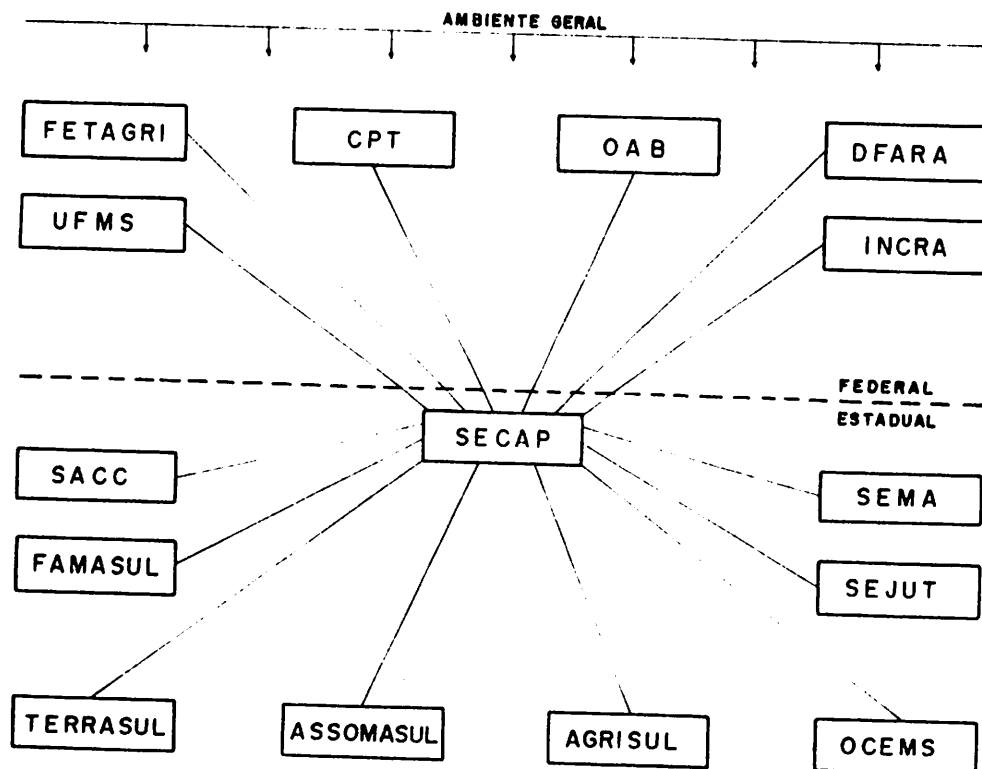 AMBIENTE GERAL
FETAGRI
CPT
OAB
DFARA
UFMS
INCRA
FEDERAL
ESTADUAL
SECAP
SACC
SEMA
FAMASUL
SEJUT
TERRASUL
ASSOMASUL
AGRISUL
OCEMS